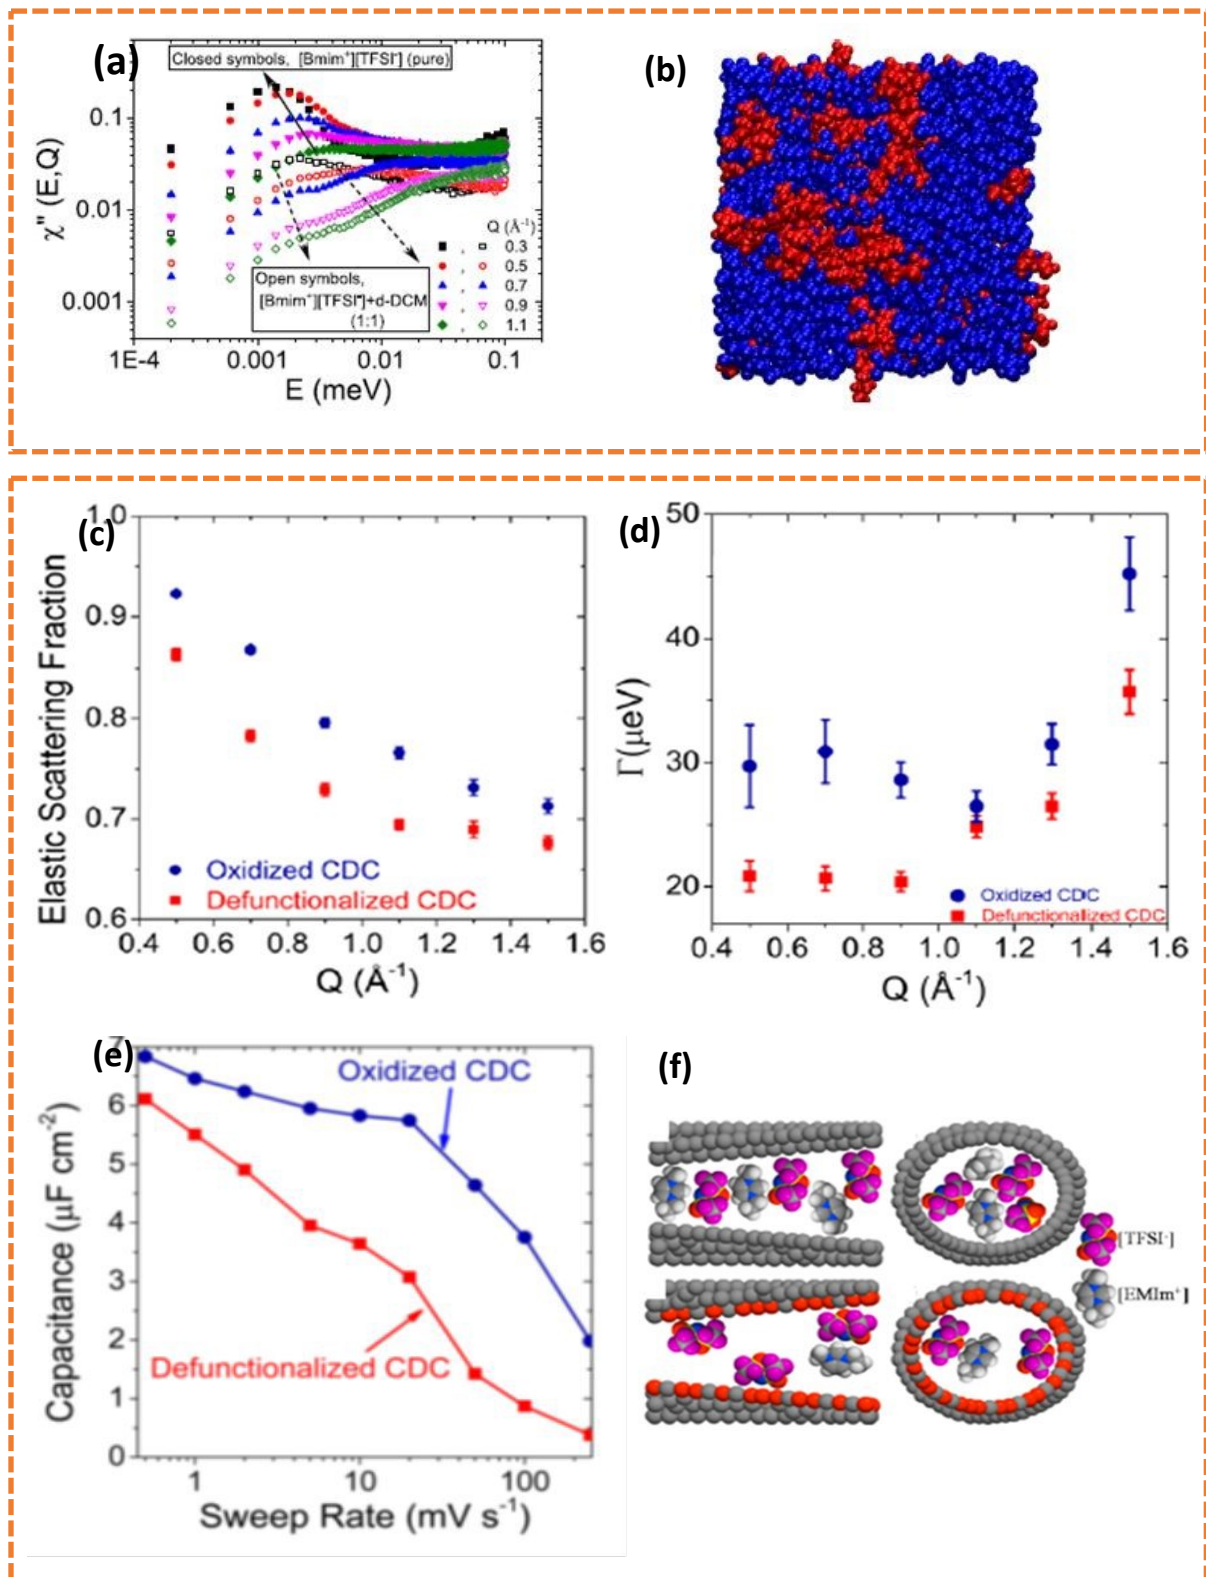 (a)
Closed symbols, [Bmim⁺][TFSI⁻] (pure)
χ" (E,Q)
0.1
0.01
0.001
Q (Å⁻¹)
0.3
0.5
0.7
0.9
1.1
Open symbols,
[Bmim⁺][TFSI⁻]+d-DCM
(1:1)
1E-4 0.001 0.01 0.1
E (meV)
(b)
(c)
Elastic Scattering Fraction
1.0
0.9
0.8
0.7
0.6
Oxidized CDC
Defunctionalized CDC
0.4 0.6 0.8 1.0 1.2 1.4 1.6
Q (Å⁻¹)
(d)
Γ(μeV)
50
40
30
20
Oxidized CDC
Defunctionalized CDC
0.4 0.6 0.8 1.0 1.2 1.4 1.6
Q (Å⁻¹)
(e)
Capacitance (μF cm⁻²)
7
6
5
4
3
2
1
0
Oxidized CDC
Defunctionalized CDC
1 10 100
Sweep Rate (mV s⁻¹)
(f)
[TFSI⁻]
[EMIm⁺]